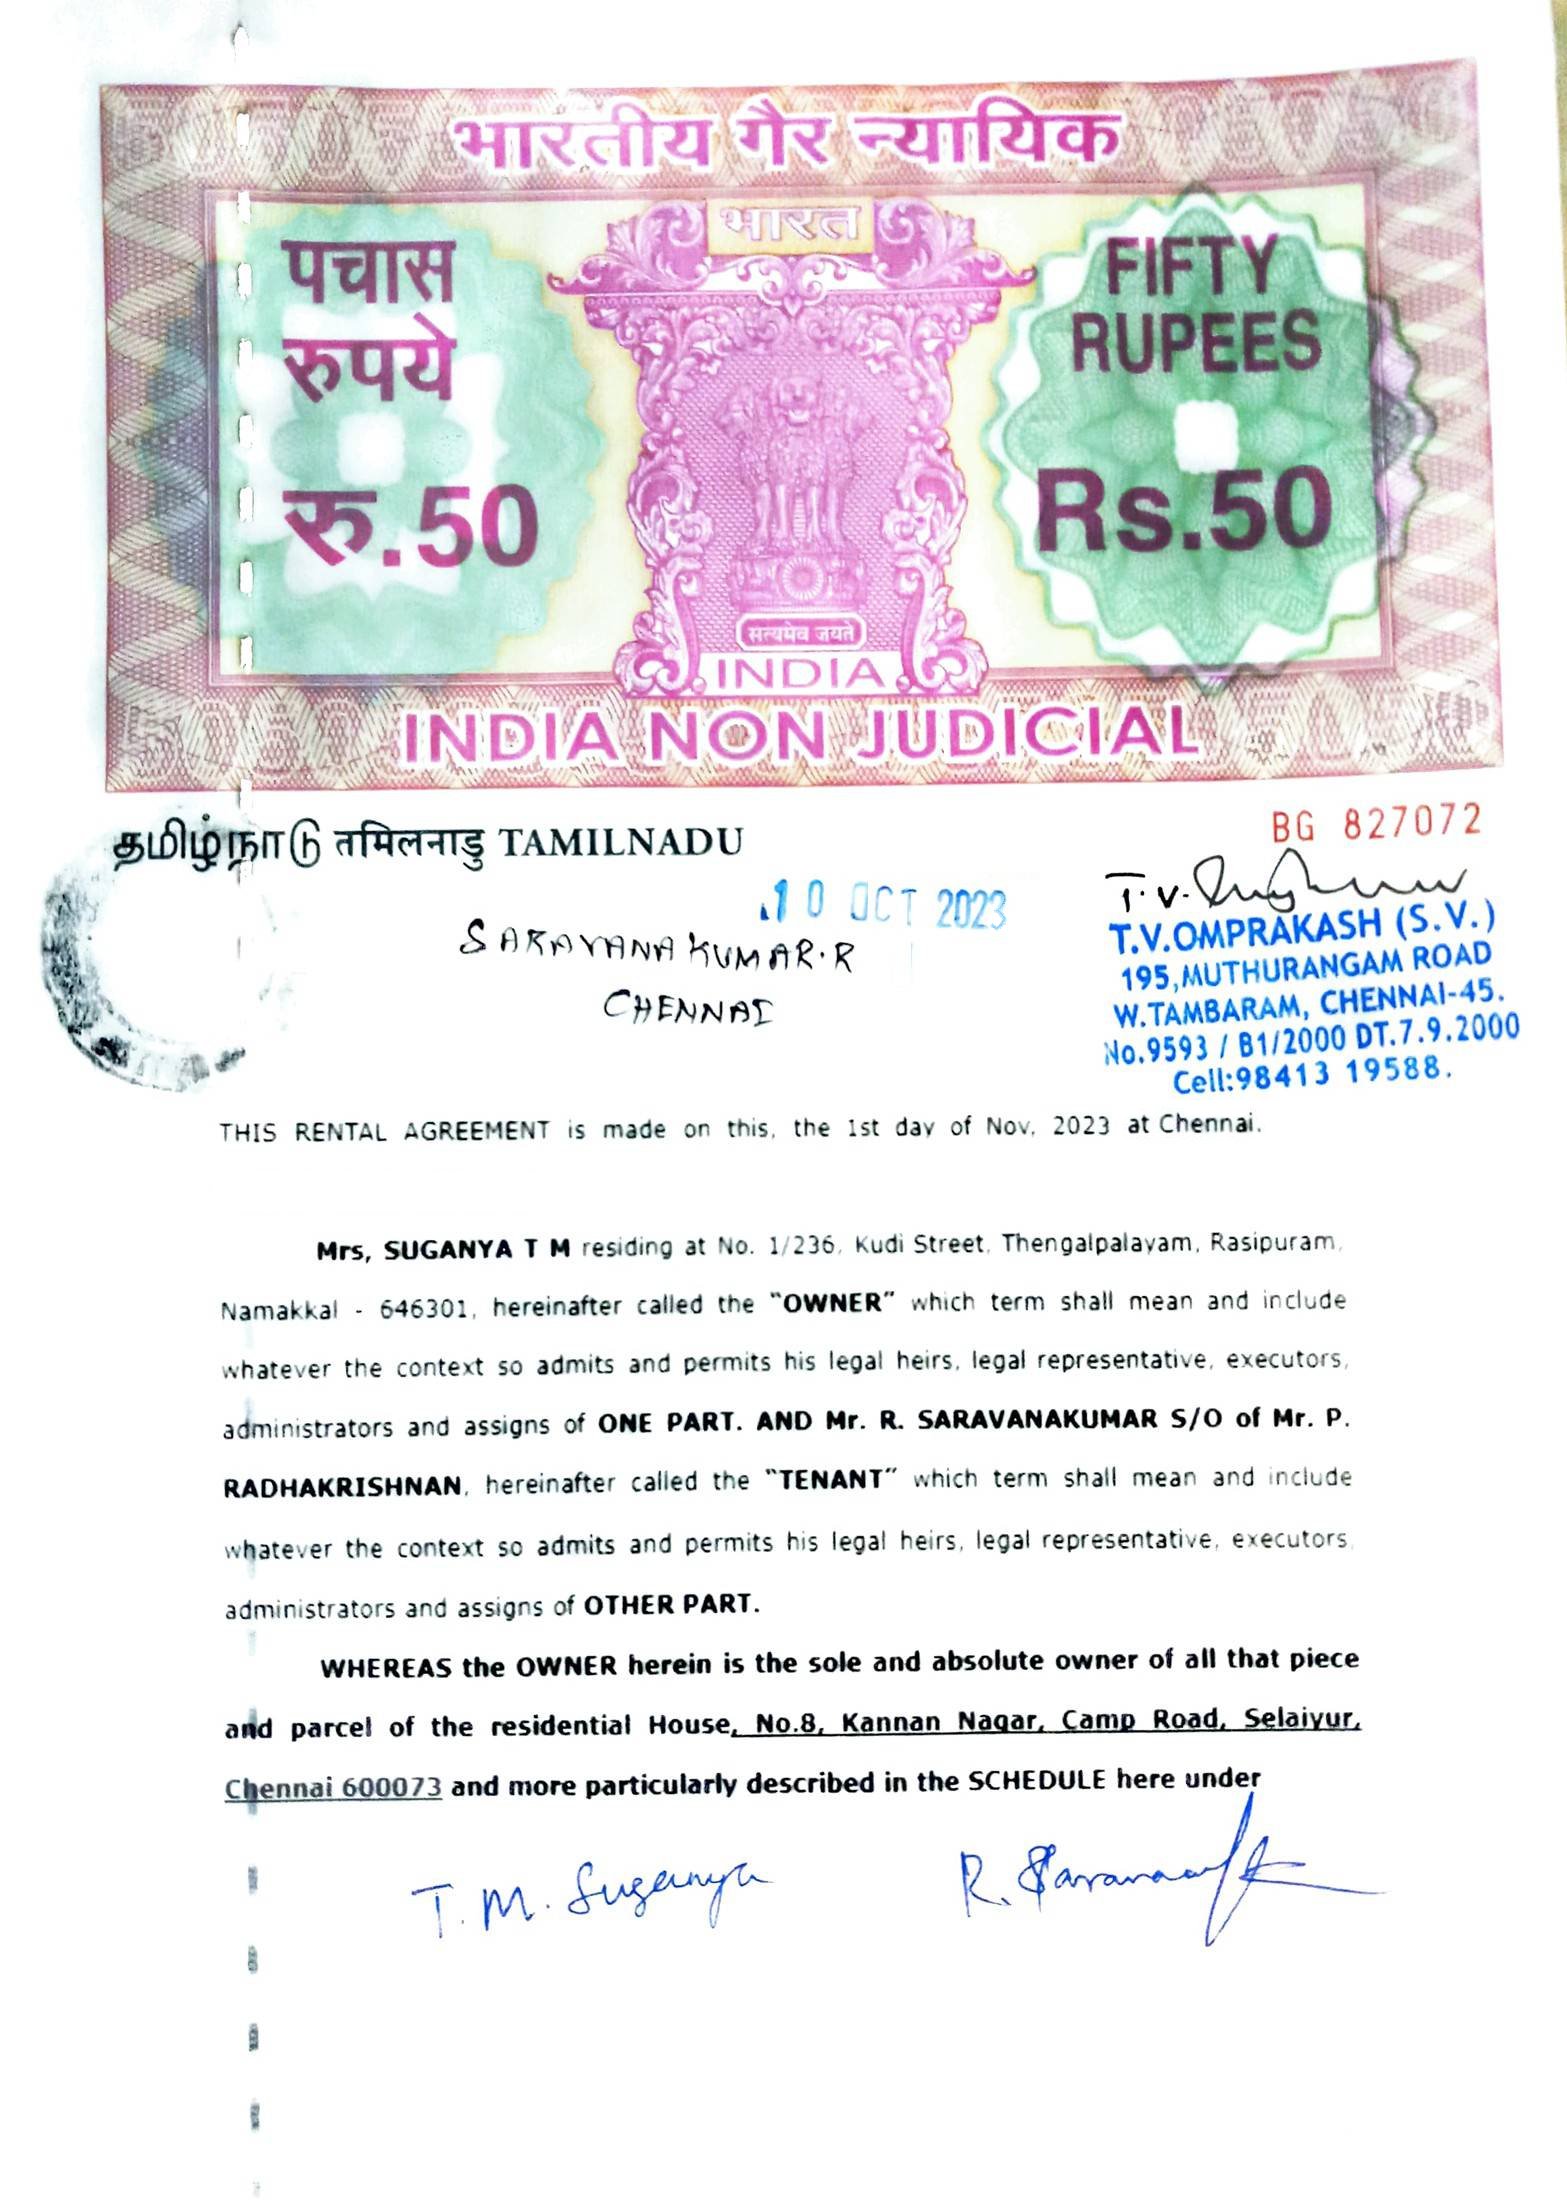 भारतीय गैर न्यायिक
भारत
पचास
रुपये
रु.50
FIFTY
RUPEES
Rs.50
सत्यमेव जयते
INDIA
INDIA NON JUDICIAL
தமிழ்நாடு तमिलनाडु TAMILNADU
BG 827072
10 OCT 2023
SARAVANAKUMAR.R
CHENNAI
T.V.
T.V.OMPRAKASH (S.V.)
195,MUTHURANGAM ROAD
W.TAMBARAM, CHENNAI-45.
No.9593 / B1/2000 DT.7.9.2000
Cell:98413 19588.
THIS RENTAL AGREEMENT is made on this, the 1st day of Nov, 2023 at Chennai.
Mrs, SUGANYA T M residing at No. 1/236, Kudi Street, Thengalpalayam, Rasipuram,
Namakkal - 646301, hereinafter called the "OWNER" which term shall mean and include
whatever the context so admits and permits his legal heirs, legal representative, executors,
administrators and assigns of ONE PART. AND Mr. R. SARAVANAKUMAR S/O of Mr. P.
RADHAKRISHNAN, hereinafter called the "TENANT" which term shall mean and include
whatever the context so admits and permits his legal heirs, legal representative, executors,
administrators and assigns of OTHER PART.
WHEREAS the OWNER herein is the sole and absolute owner of all that piece
and parcel of the residential House, No.8, Kannan Nagar, Camp Road, Selaiyur,
Chennai 600073 and more particularly described in the SCHEDULE here under
T. M. Suganya
R.